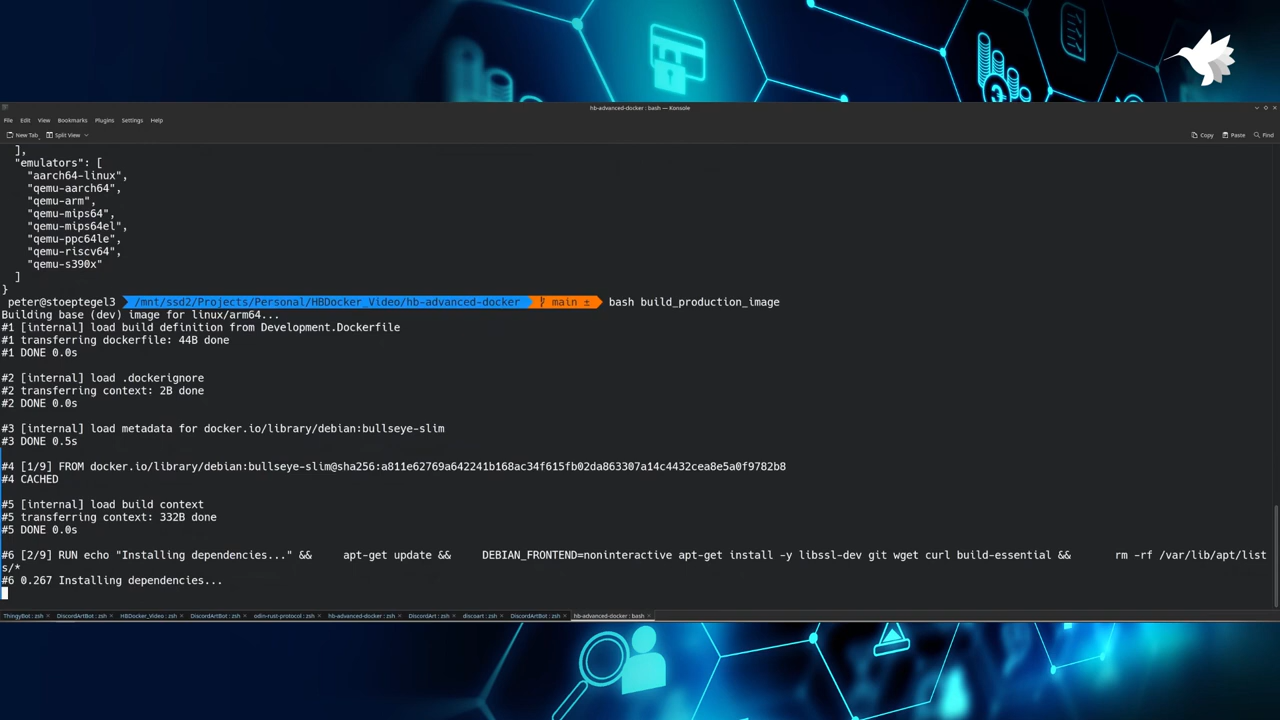 hb-advanced-docker : bash — Konsole
File Edit View Bookmarks Plugins Settings Help
New Tab Split View Copy Paste Find
],
"emulators": [
"aarch64-linux",
"qemu-aarch64",
"qemu-arm",
"qemu-mips64",
"qemu-mips64el",
"qemu-ppc64le",
"qemu-riscv64",
"qemu-s390x"
]
}
peter@stoeptegel3 /mnt/ssd2/Projects/Personal/HBDocker_Video/hb-advanced-docker main ± bash build_production_image
Building base (dev) image for linux/arm64...
#1 [internal] load build definition from Development.Dockerfile
#1 transferring dockerfile: 44B done
#1 DONE 0.0s
#2 [internal] load .dockerignore
#2 transferring context: 2B done
#2 DONE 0.0s
#3 [internal] load metadata for docker.io/library/debian:bullseye-slim
#3 DONE 0.5s
#4 [1/9] FROM docker.io/library/debian:bullseye-slim@sha256:a811e62769a642241b168ac34f615fb02da863307a14c4432cea8e5a0f9782b8
#4 CACHED
#5 [internal] load build context
#5 transferring context: 332B done
#5 DONE 0.0s
#6 [2/9] RUN echo "Installing dependencies..." && apt-get update && DEBIAN_FRONTEND=noninteractive apt-get install -y libssl-dev git wget curl build-essential && rm -rf /var/lib/apt/list
s/*
#6 0.267 Installing dependencies...
ThingyBot : zsh DiscordArtBot : zsh HBDocker_Video : zsh DiscordArtBot : zsh odin-rust-protocol : zsh hb-advanced-docker : zsh DiscordArt : zsh discoart : zsh DiscordArtBot : zsh hb-advanced-docker : bash